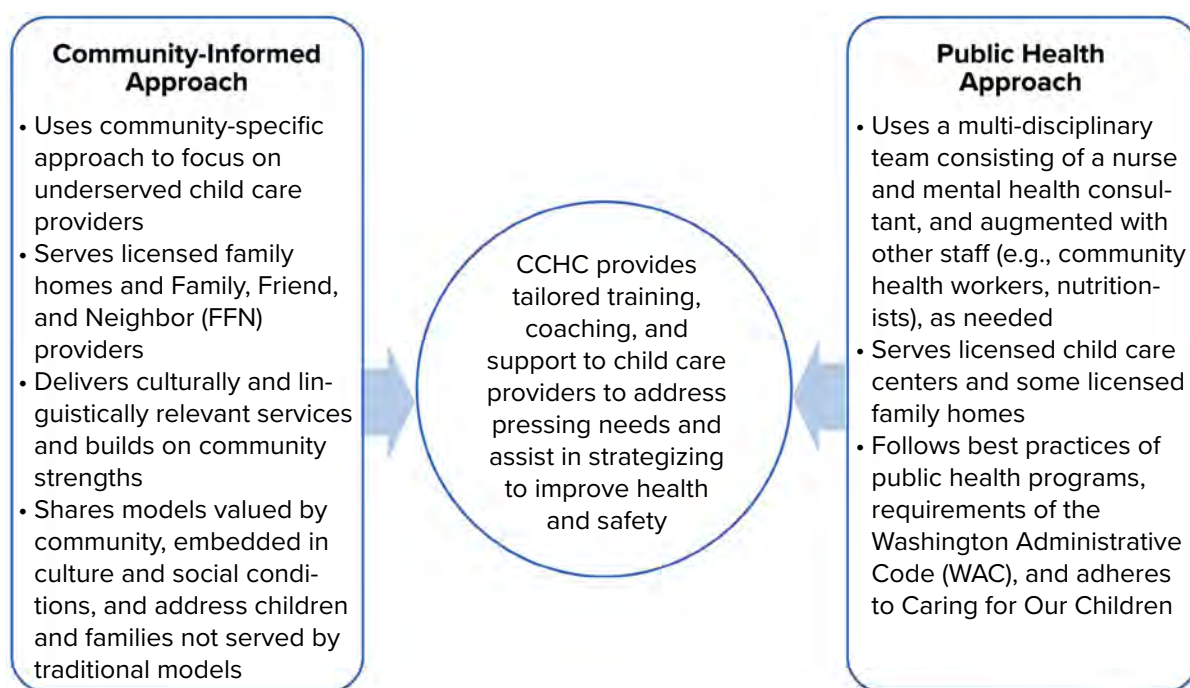 Community-Informed
Approach
• Uses community-specific
approach to focus on
underserved child care
providers
• Serves licensed family
homes and Family, Friend,
and Neighbor (FFN)
providers
• Delivers culturally and lin-
guistically relevant services
and builds on community
strengths
• Shares models valued by
community, embedded in
culture and social condi-
tions, and address children
and families not served by
traditional models
CCHC provides
tailored training,
coaching, and
support to child care
providers to address
pressing needs and
assist in strategizing
to improve health
and safety
Public Health
Approach
• Uses a multi-disciplinary
team consisting of a nurse
and mental health consul-
tant, and augmented with
other staff (e.g., community
health workers, nutrition-
ists), as needed
• Serves licensed child care
centers and some licensed
family homes
• Follows best practices of
public health programs,
requirements of the
Washington Administrative
Code (WAC), and adheres
to Caring for Our Children